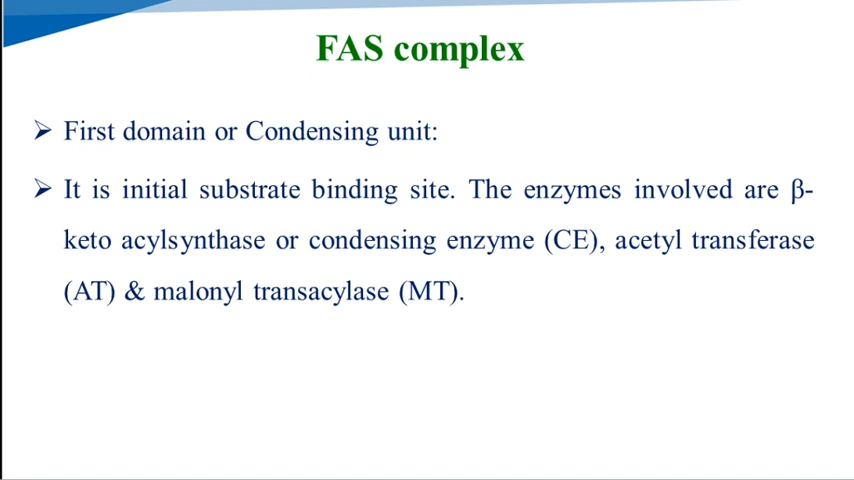 FAS complex
➤ First domain or Condensing unit:
➤ It is initial substrate binding site. The enzymes involved are β-
keto acylsynthase or condensing enzyme (CE), acetyl transferase
(AT) & malonyl transacylase (MT).